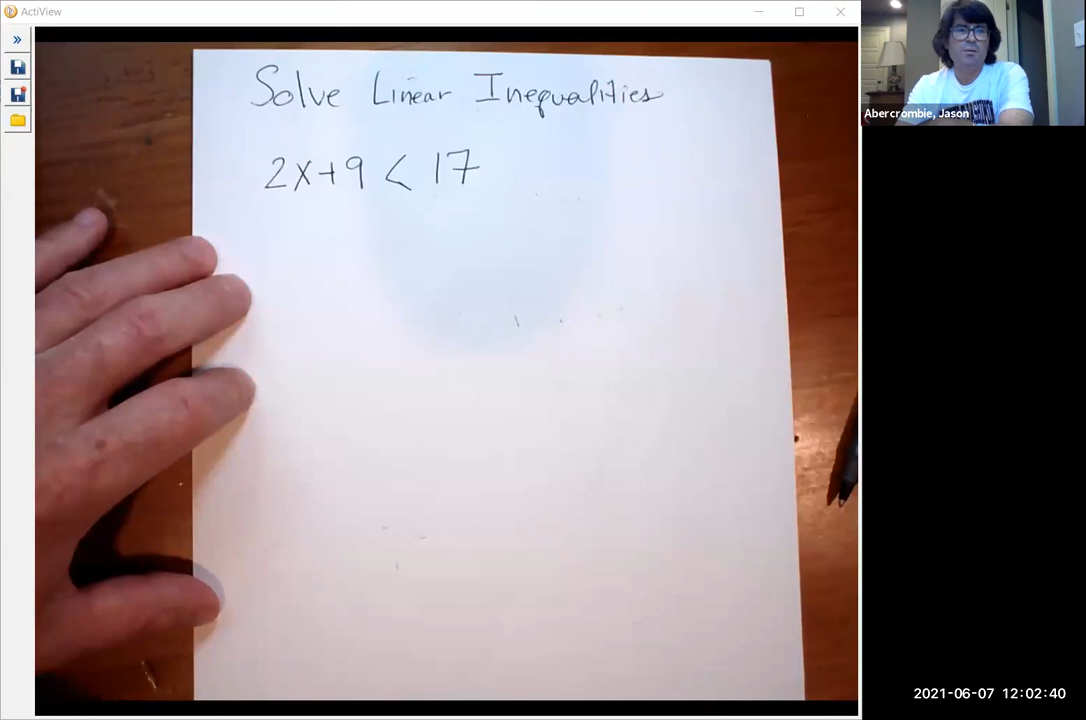 ActiView
Solve Linear Inequalities
2x+9 < 17
Abercrombie, Jason
2021-06-07 12:02:40